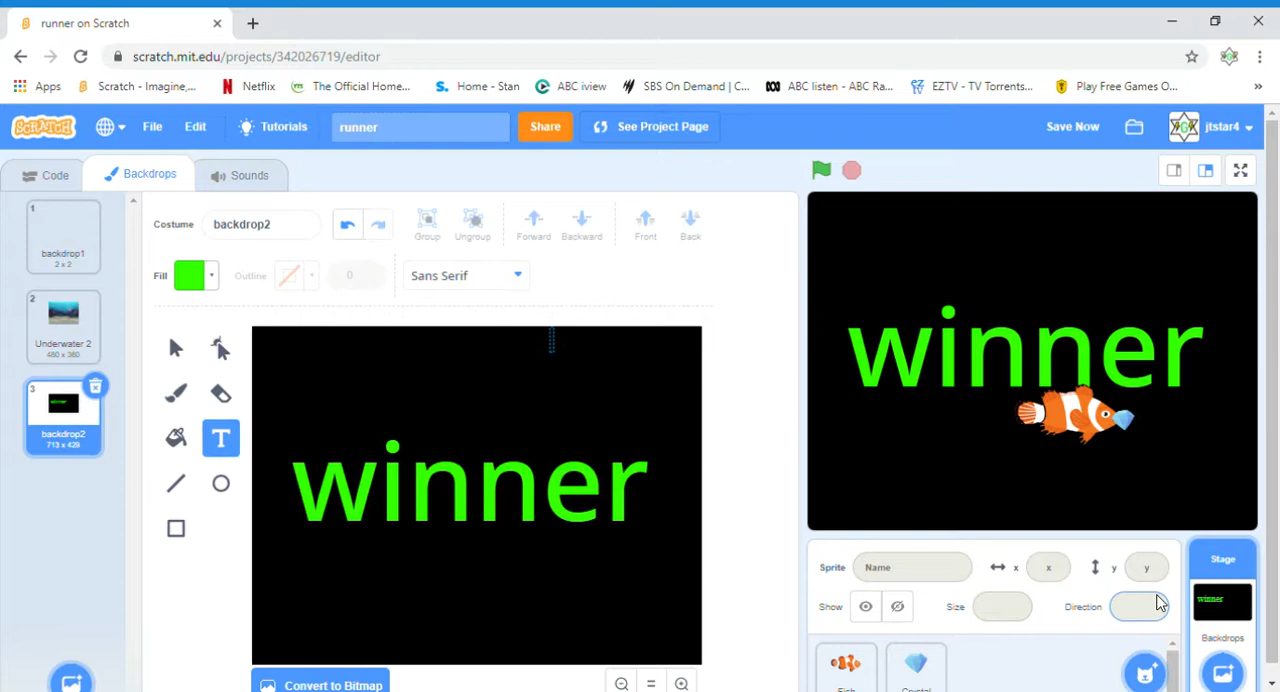 runner on Scratch
scratch.mit.edu/projects/342026719/editor
Apps Scratch - Imagine,... Netflix The Official Home... Home - Stan ABC iview SBS On Demand | C... ABC listen - ABC Ra... EZTV - TV Torrents... Play Free Games O... »
SCRATCH File Edit Tutorials runner Share See Project Page Save Now jtstar4
Code Backdrops Sounds
1
backdrop1
2 x 2
2
Underwater 2
480 x 360
3
winner
backdrop2
713 x 429
Costume backdrop2 Group Ungroup Forward Backward Front Back
Fill Outline 0 Sans Serif
T
winner
Convert to Bitmap
winner
Sprite Name x x y y
Show Size Direction
Fish Crystal
Stage
winner
Backdrops